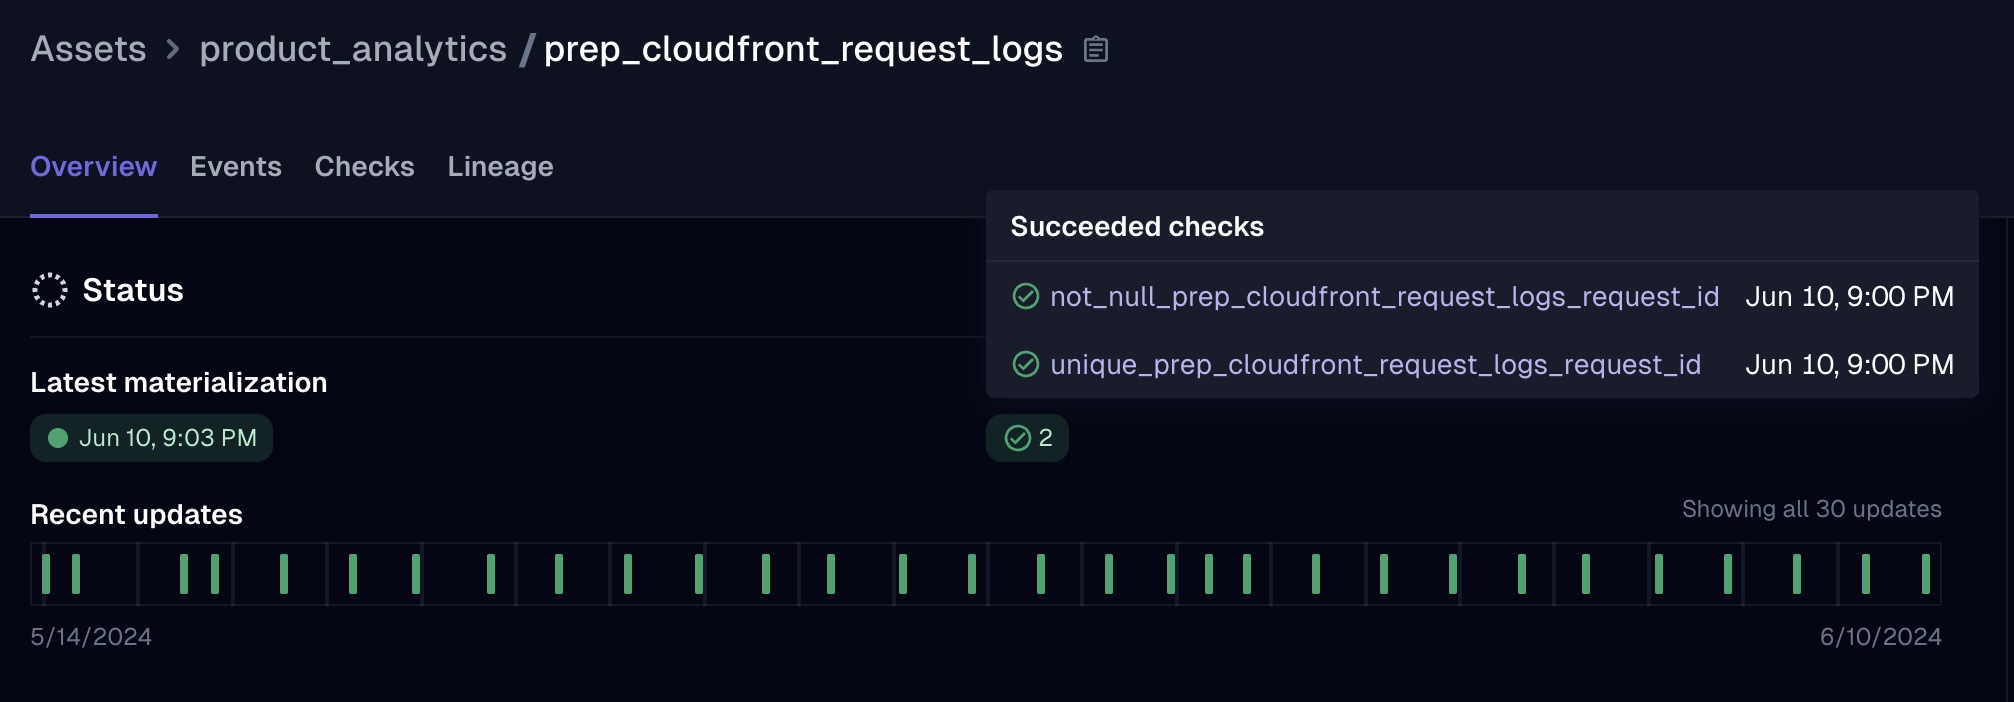 Assets > product_analytics / prep_cloudfront_request_logs
Overview Events Checks Lineage
Succeeded checks
not_null_prep_cloudfront_request_logs_request_id Jun 10, 9:00 PM
unique_prep_cloudfront_request_logs_request_id Jun 10, 9:00 PM
Status
Latest materialization
Jun 10, 9:03 PM
2
Recent updates
Showing all 30 updates
5/14/2024
6/10/2024